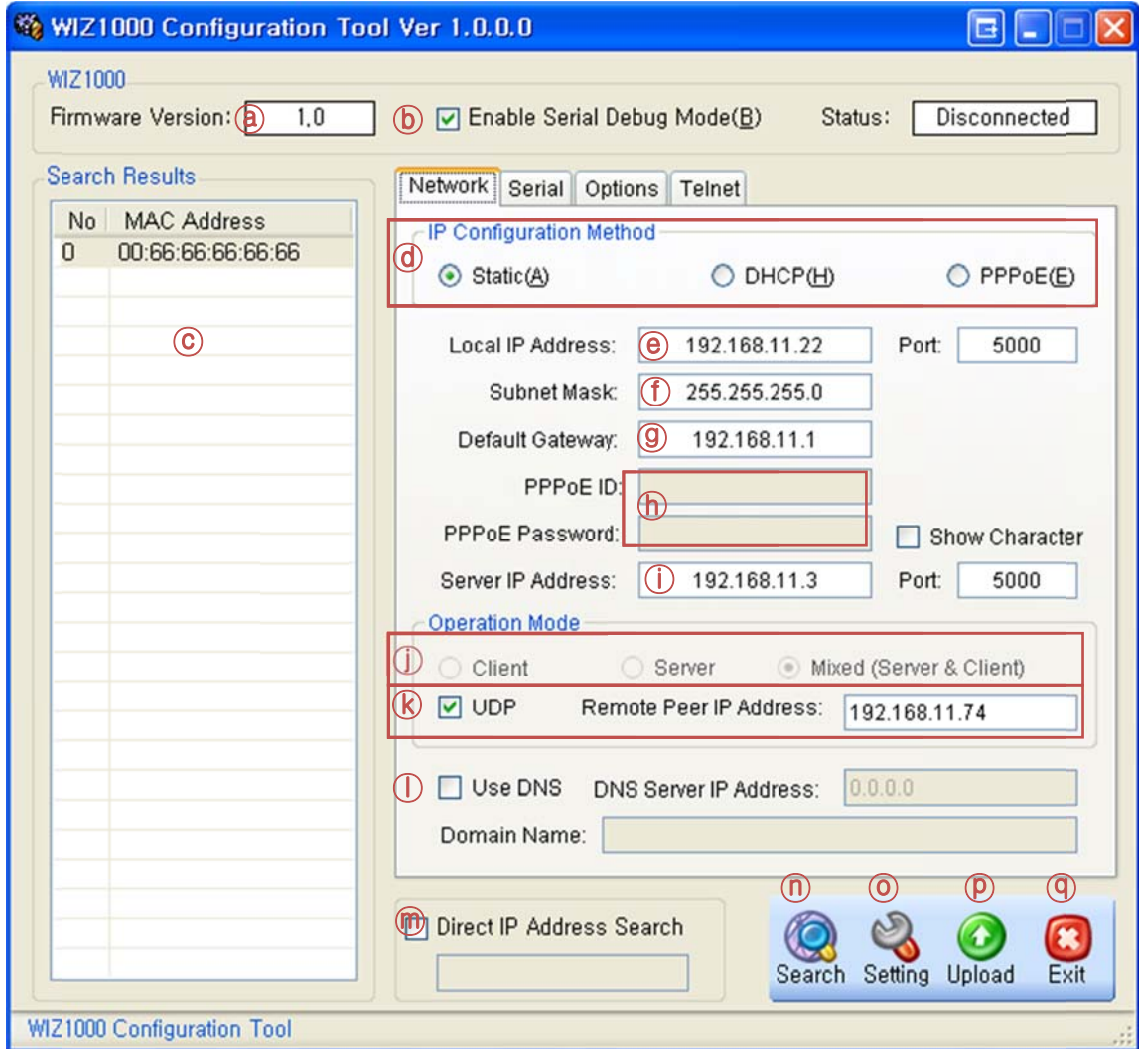 WIZ1000 Configuration Tool Ver 1.0.0.0
WIZ1000
Firmware Version: ⓐ 1.0 ⓑ Enable Serial Debug Mode(B) Status: Disconnected
Search Results
No MAC Address
0 00:66:66:66:66:66
ⓒ
Network Serial Options Telnet
IP Configuration Method
ⓓ Static(A) DHCP(H) PPPoE(E)
Local IP Address: ⓔ 192.168.11.22 Port: 5000
Subnet Mask: ⓕ 255.255.255.0
Default Gateway: ⓖ 192.168.11.1
PPPoE ID:
ⓗ
PPPoE Password: Show Character
Server IP Address: ⓘ 192.168.11.3 Port: 5000
Operation Mode
ⓙ Client Server Mixed (Server & Client)
ⓚ UDP Remote Peer IP Address: 192.168.11.74
ⓛ Use DNS DNS Server IP Address: 0.0.0.0
Domain Name:
ⓜ Direct IP Address Search
ⓝ ⓞ ⓟ ⓠ
Search Setting Upload Exit
WIZ1000 Configuration Tool